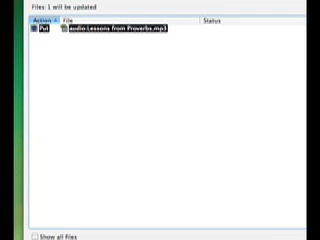 Files: 1 will be updated
Action File Status
Put audio Lessons from Proverbs.mp3
Show all files